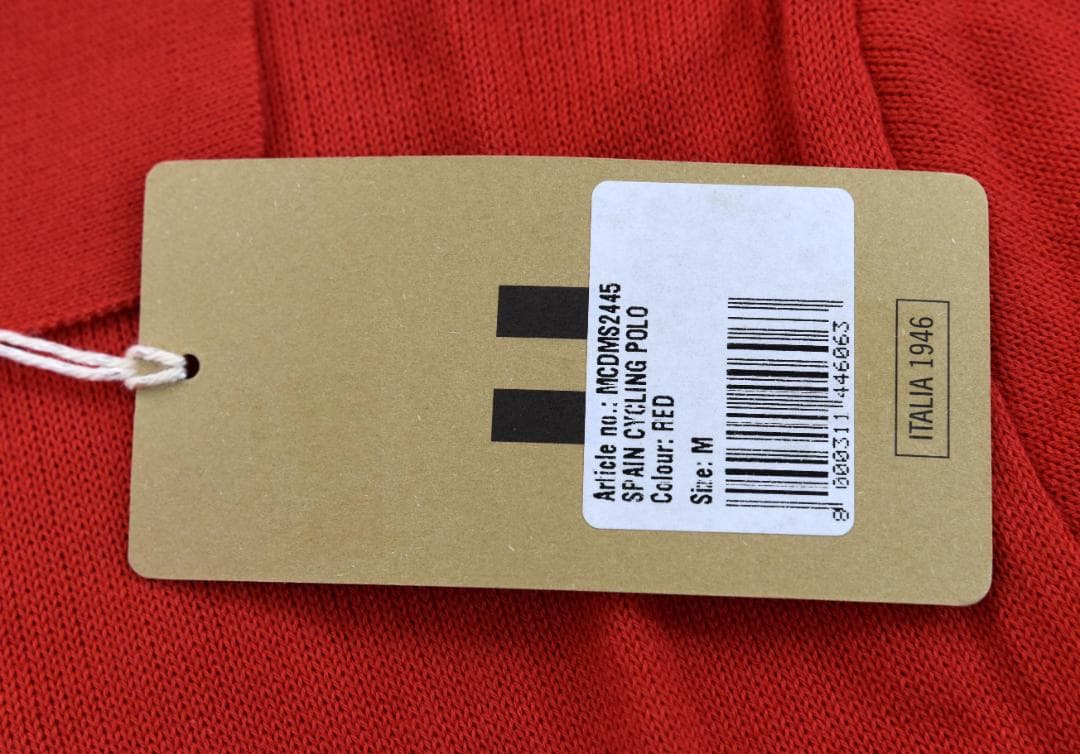 Article no.: MCDMS2445
SPAIN CYCLING POLO
Colour: RED
Size: M
8 000311 446063
ITALIA 1946